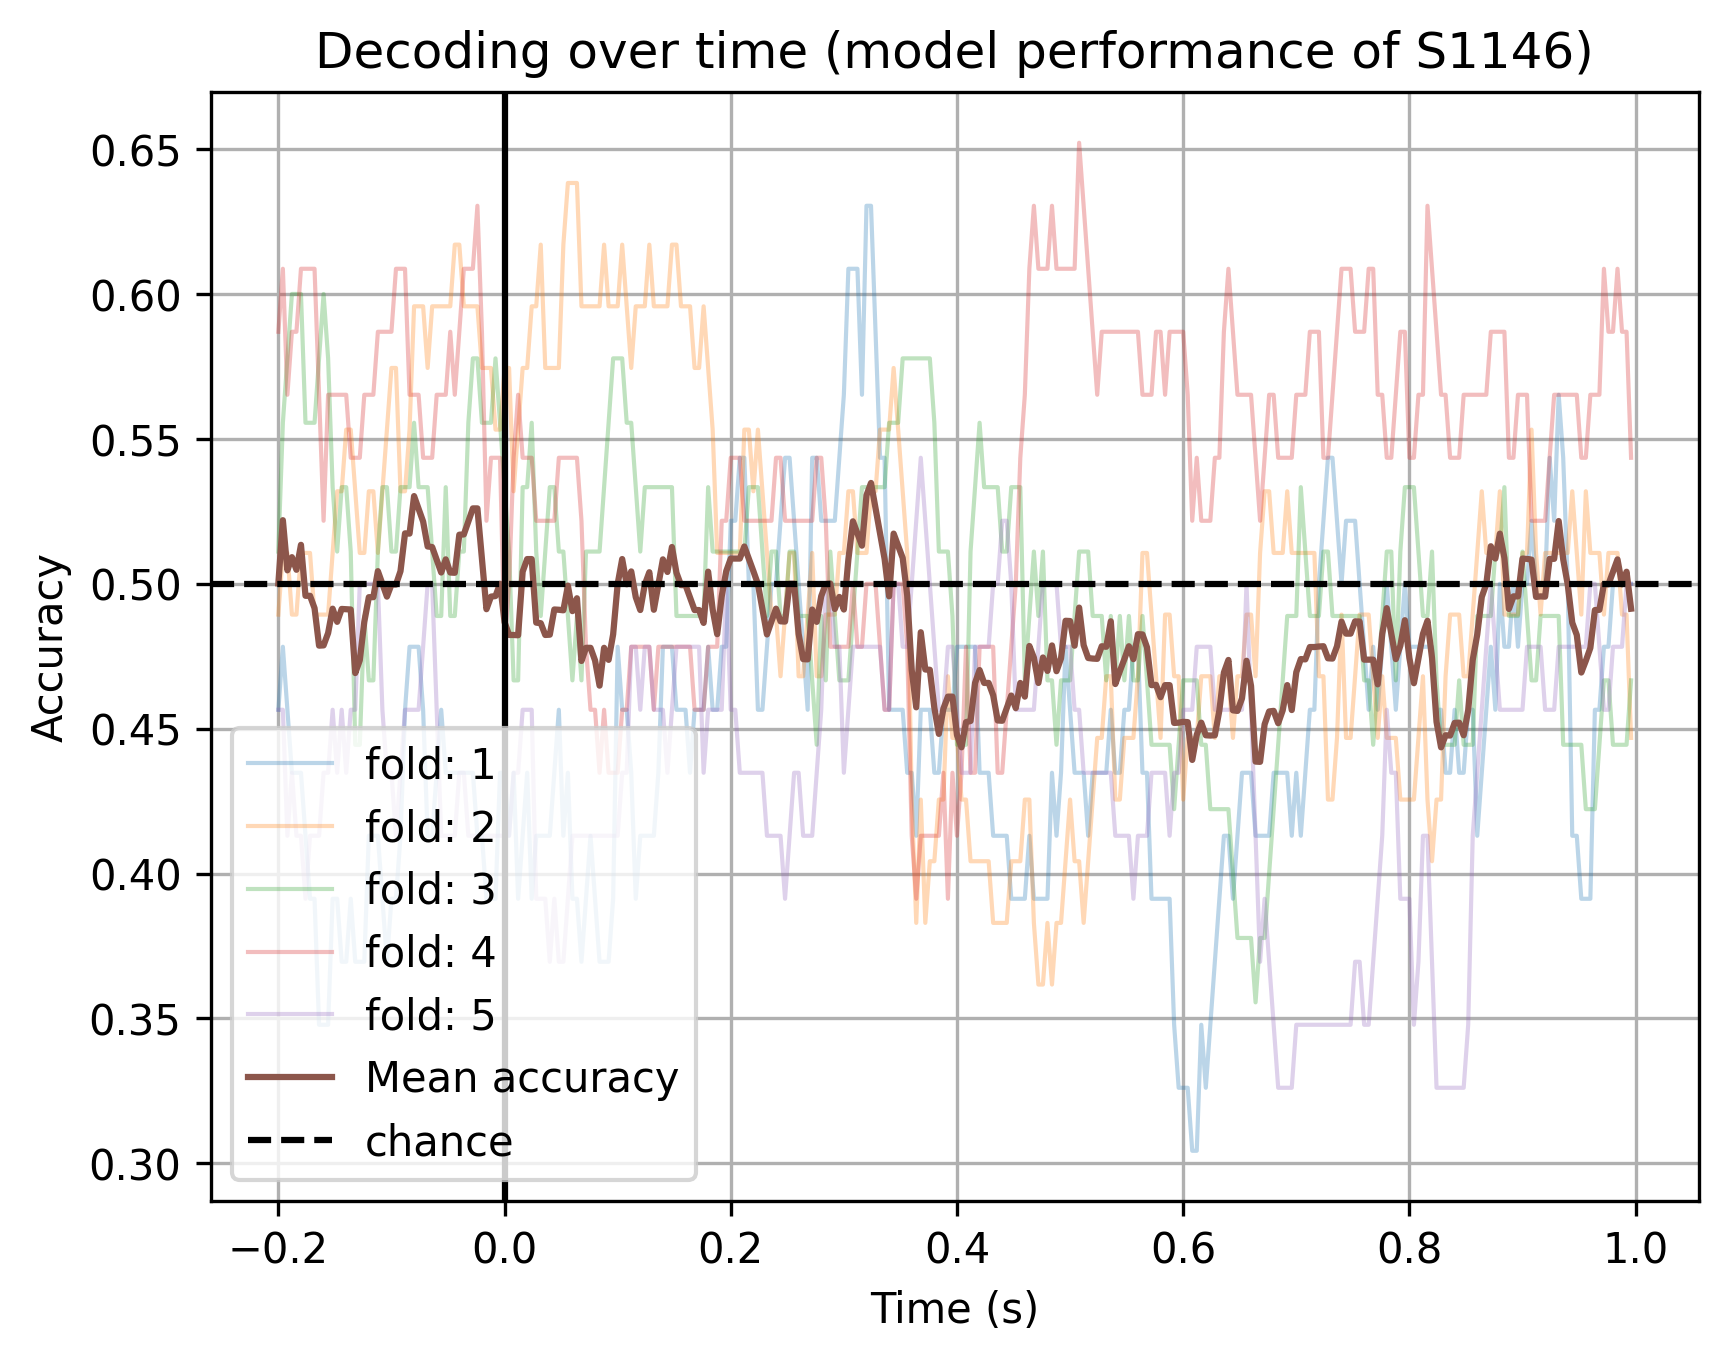 Decoding over time (model performance of S1146)
Accuracy
0.65
0.60
0.55
0.50
0.45
0.40
0.35
0.30
fold: 1
fold: 2
fold: 3
fold: 4
fold: 5
Mean accuracy
chance
−0.2 0.0 0.2 0.4 0.6 0.8 1.0
Time (s)